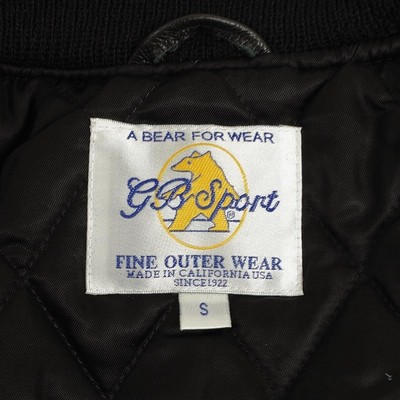 A BEAR FOR WEAR
GB Sport
®
FINE OUTER WEAR
MADE IN CALIFORNIA USA
SINCE 1922
S